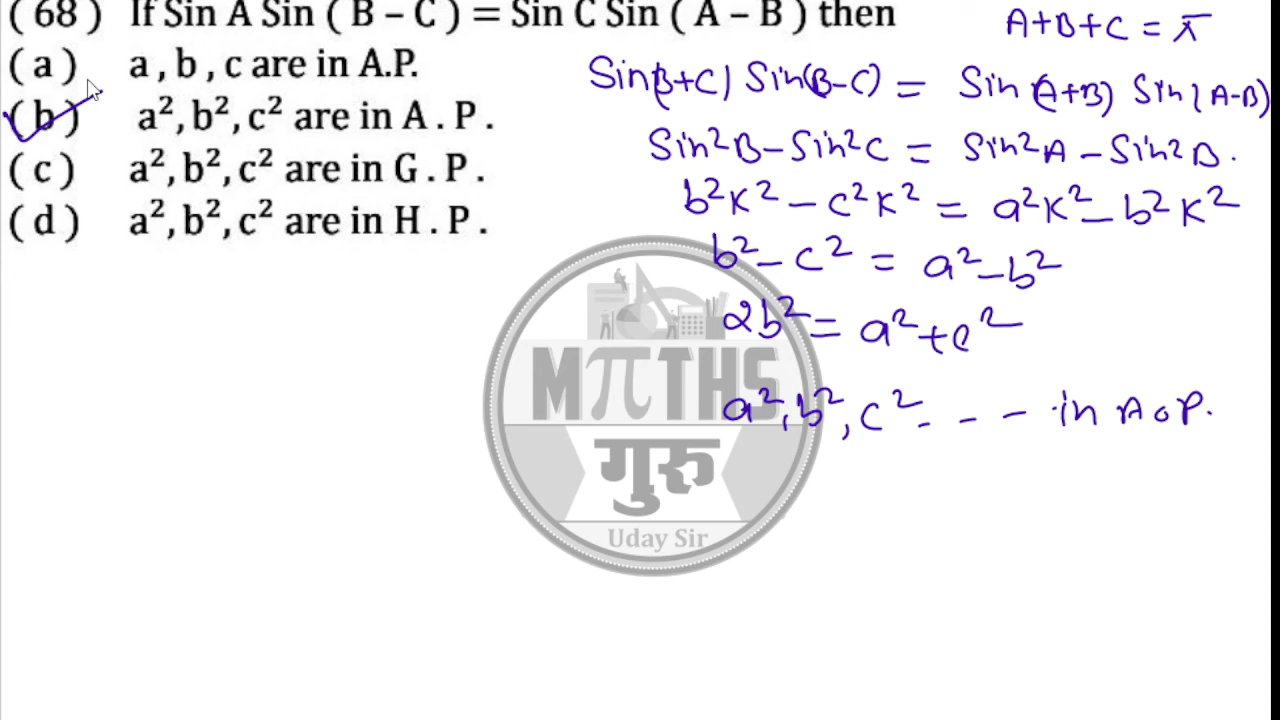 ( 68 ) If Sin A Sin ( B – C ) = Sin C Sin ( A – B ) then
( a ) a , b , c are in A.P.
( b ) a², b², c² are in A . P .
( c ) a², b², c² are in G . P .
( d ) a², b², c² are in H . P .
A+B+C = π
Sin(B+C) Sin(B-C) = Sin (A+B) Sin(A-B)
Sin²B - Sin²C = Sin²A - Sin²B.
b²K² - c²K² = a²K² - b²K²
b² - c² = a² - b²
2b² = a² + c²
a², b², c² - - - in A.P.
MπTHS
गुरु
Uday Sir